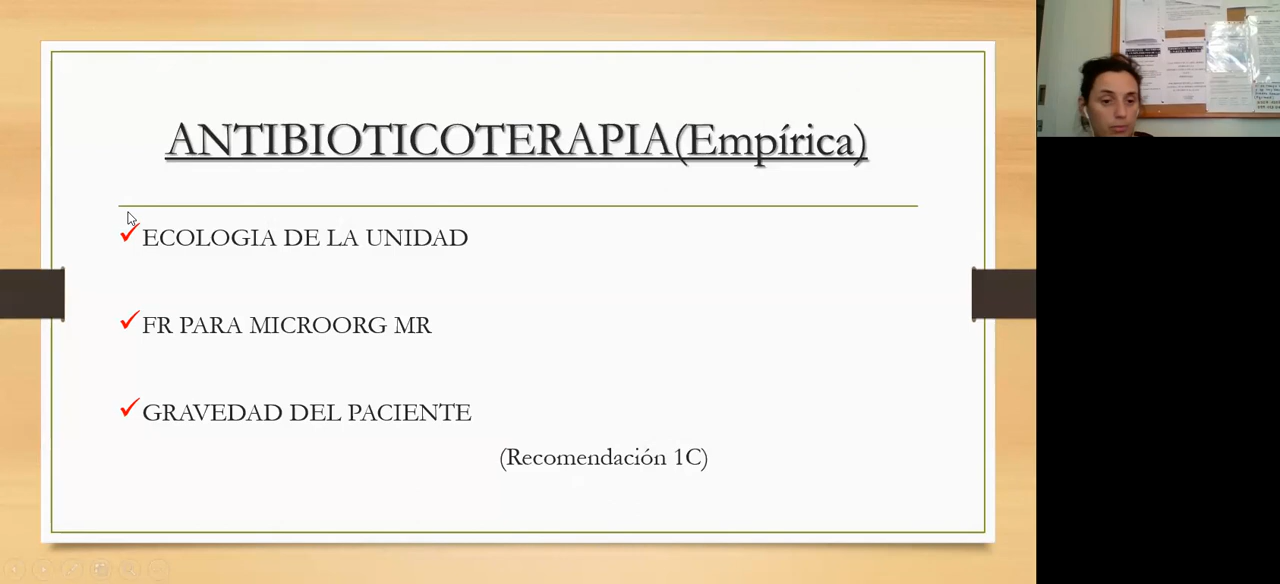 ANTIBIOTICOTERAPIA(Empírica)
ECOLOGIA DE LA UNIDAD
FR PARA MICROORG MR
GRAVEDAD DEL PACIENTE
(Recomendación 1C)